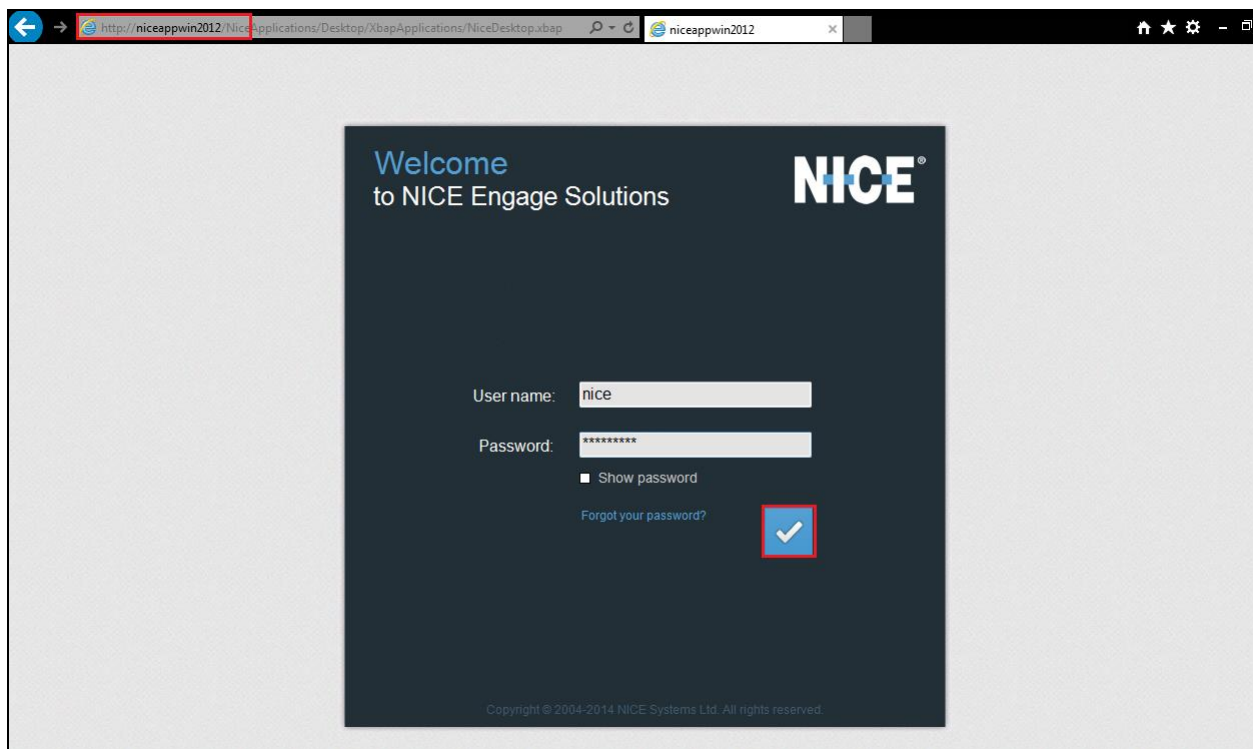 http://niceappwin2012/NiceApplications/Desktop/XbapApplications/NiceDesktop.xbap
niceappwin2012
Welcome
to NICE Engage Solutions
NICE®
User name:
nice
Password:
*********
Show password
Forgot your password?
Copyright © 2004-2014 NICE Systems Ltd. All rights reserved.